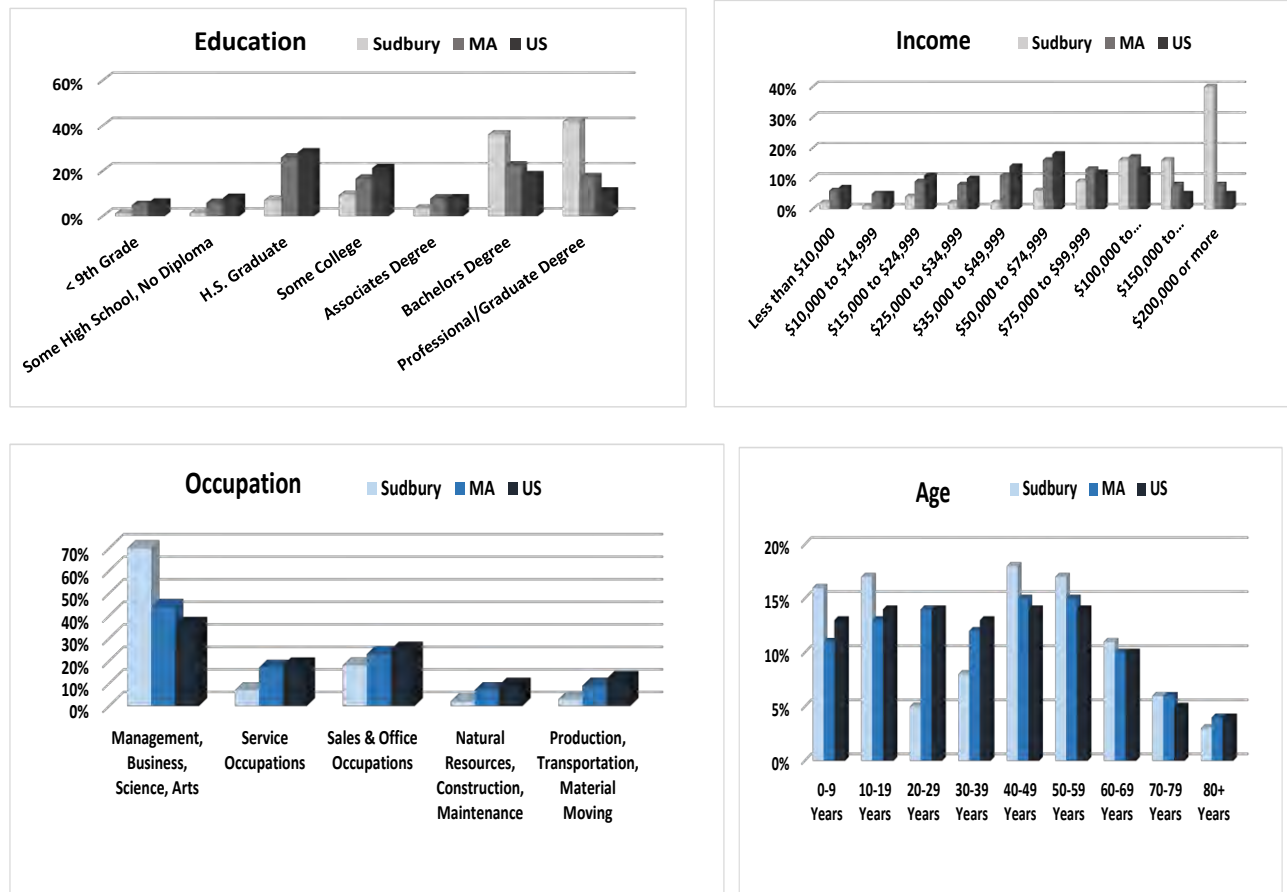 Education Sudbury MA US
60%
40%
20%
0%
< 9th Grade
Some High School, No Diploma
H.S. Graduate
Some College
Associates Degree
Bachelors Degree
Professional/Graduate Degree
Income Sudbury MA US
40%
30%
20%
10%
0%
Less than $10,000
$10,000 to $14,999
$15,000 to $24,999
$25,000 to $34,999
$35,000 to $49,999
$50,000 to $74,999
$75,000 to $99,999
$100,000 to...
$150,000 to...
$200,000 or more
Occupation Sudbury MA US
70%
60%
50%
40%
30%
20%
10%
0%
Management,
Business,
Science, Arts
Service
Occupations
Sales & Office
Occupations
Natural
Resources,
Construction,
Maintenance
Production,
Transportation,
Material
Moving
Age Sudbury MA US
20%
15%
10%
5%
0%
0-9
Years
10-19
Years
20-29
Years
30-39
Years
40-49
Years
50-59
Years
60-69
Years
70-79
Years
80+
Years